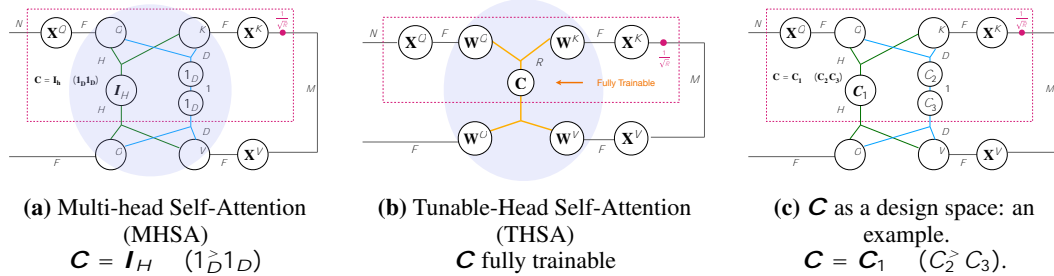 N X^Q F G K F X^K 1/√R
H D
C = I_h (1_D 1_D) I_H 1_D 1 1_D M
H D
F G V F X^V
(a) Multi-head Self-Attention
(MHSA)
C = I_H (1_D^> 1_D)
N X^Q F W^G W^K F X^K 1/√R
R
C Fully Trainable M
F W^V F X^V
(b) Tunable-Head Self-Attention
(THSA)
C fully trainable
N X^Q F G K F X^K 1/√R
H D
C = C_1 (C_2 C_3) C_1 C_2 1 C_3 M
H D
F G V F X^V
(c) C as a design space: an
example.
C = C_1 (C_2^> C_3).